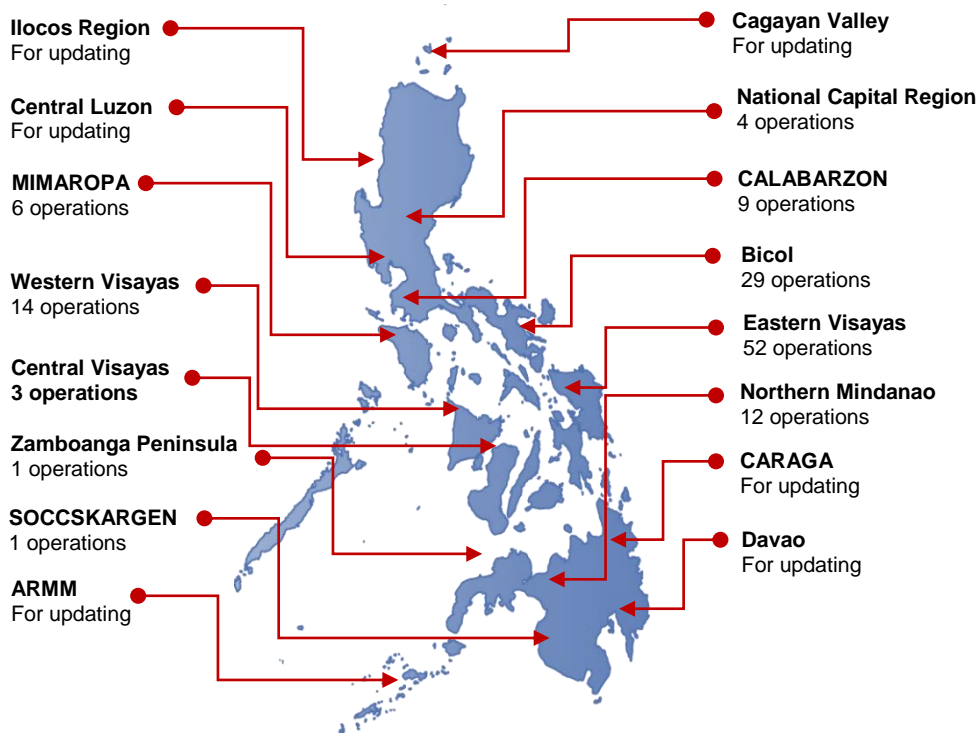 Ilocos Region
For updating
Central Luzon
For updating
MIMAROPA
6 operations
Western Visayas
14 operations
Central Visayas
3 operations
Zamboanga Peninsula
1 operations
SOCCSKARGEN
1 operations
ARMM
For updating
Cagayan Valley
For updating
National Capital Region
4 operations
CALABARZON
9 operations
Bicol
29 operations
Eastern Visayas
52 operations
Northern Mindanao
12 operations
CARAGA
For updating
Davao
For updating